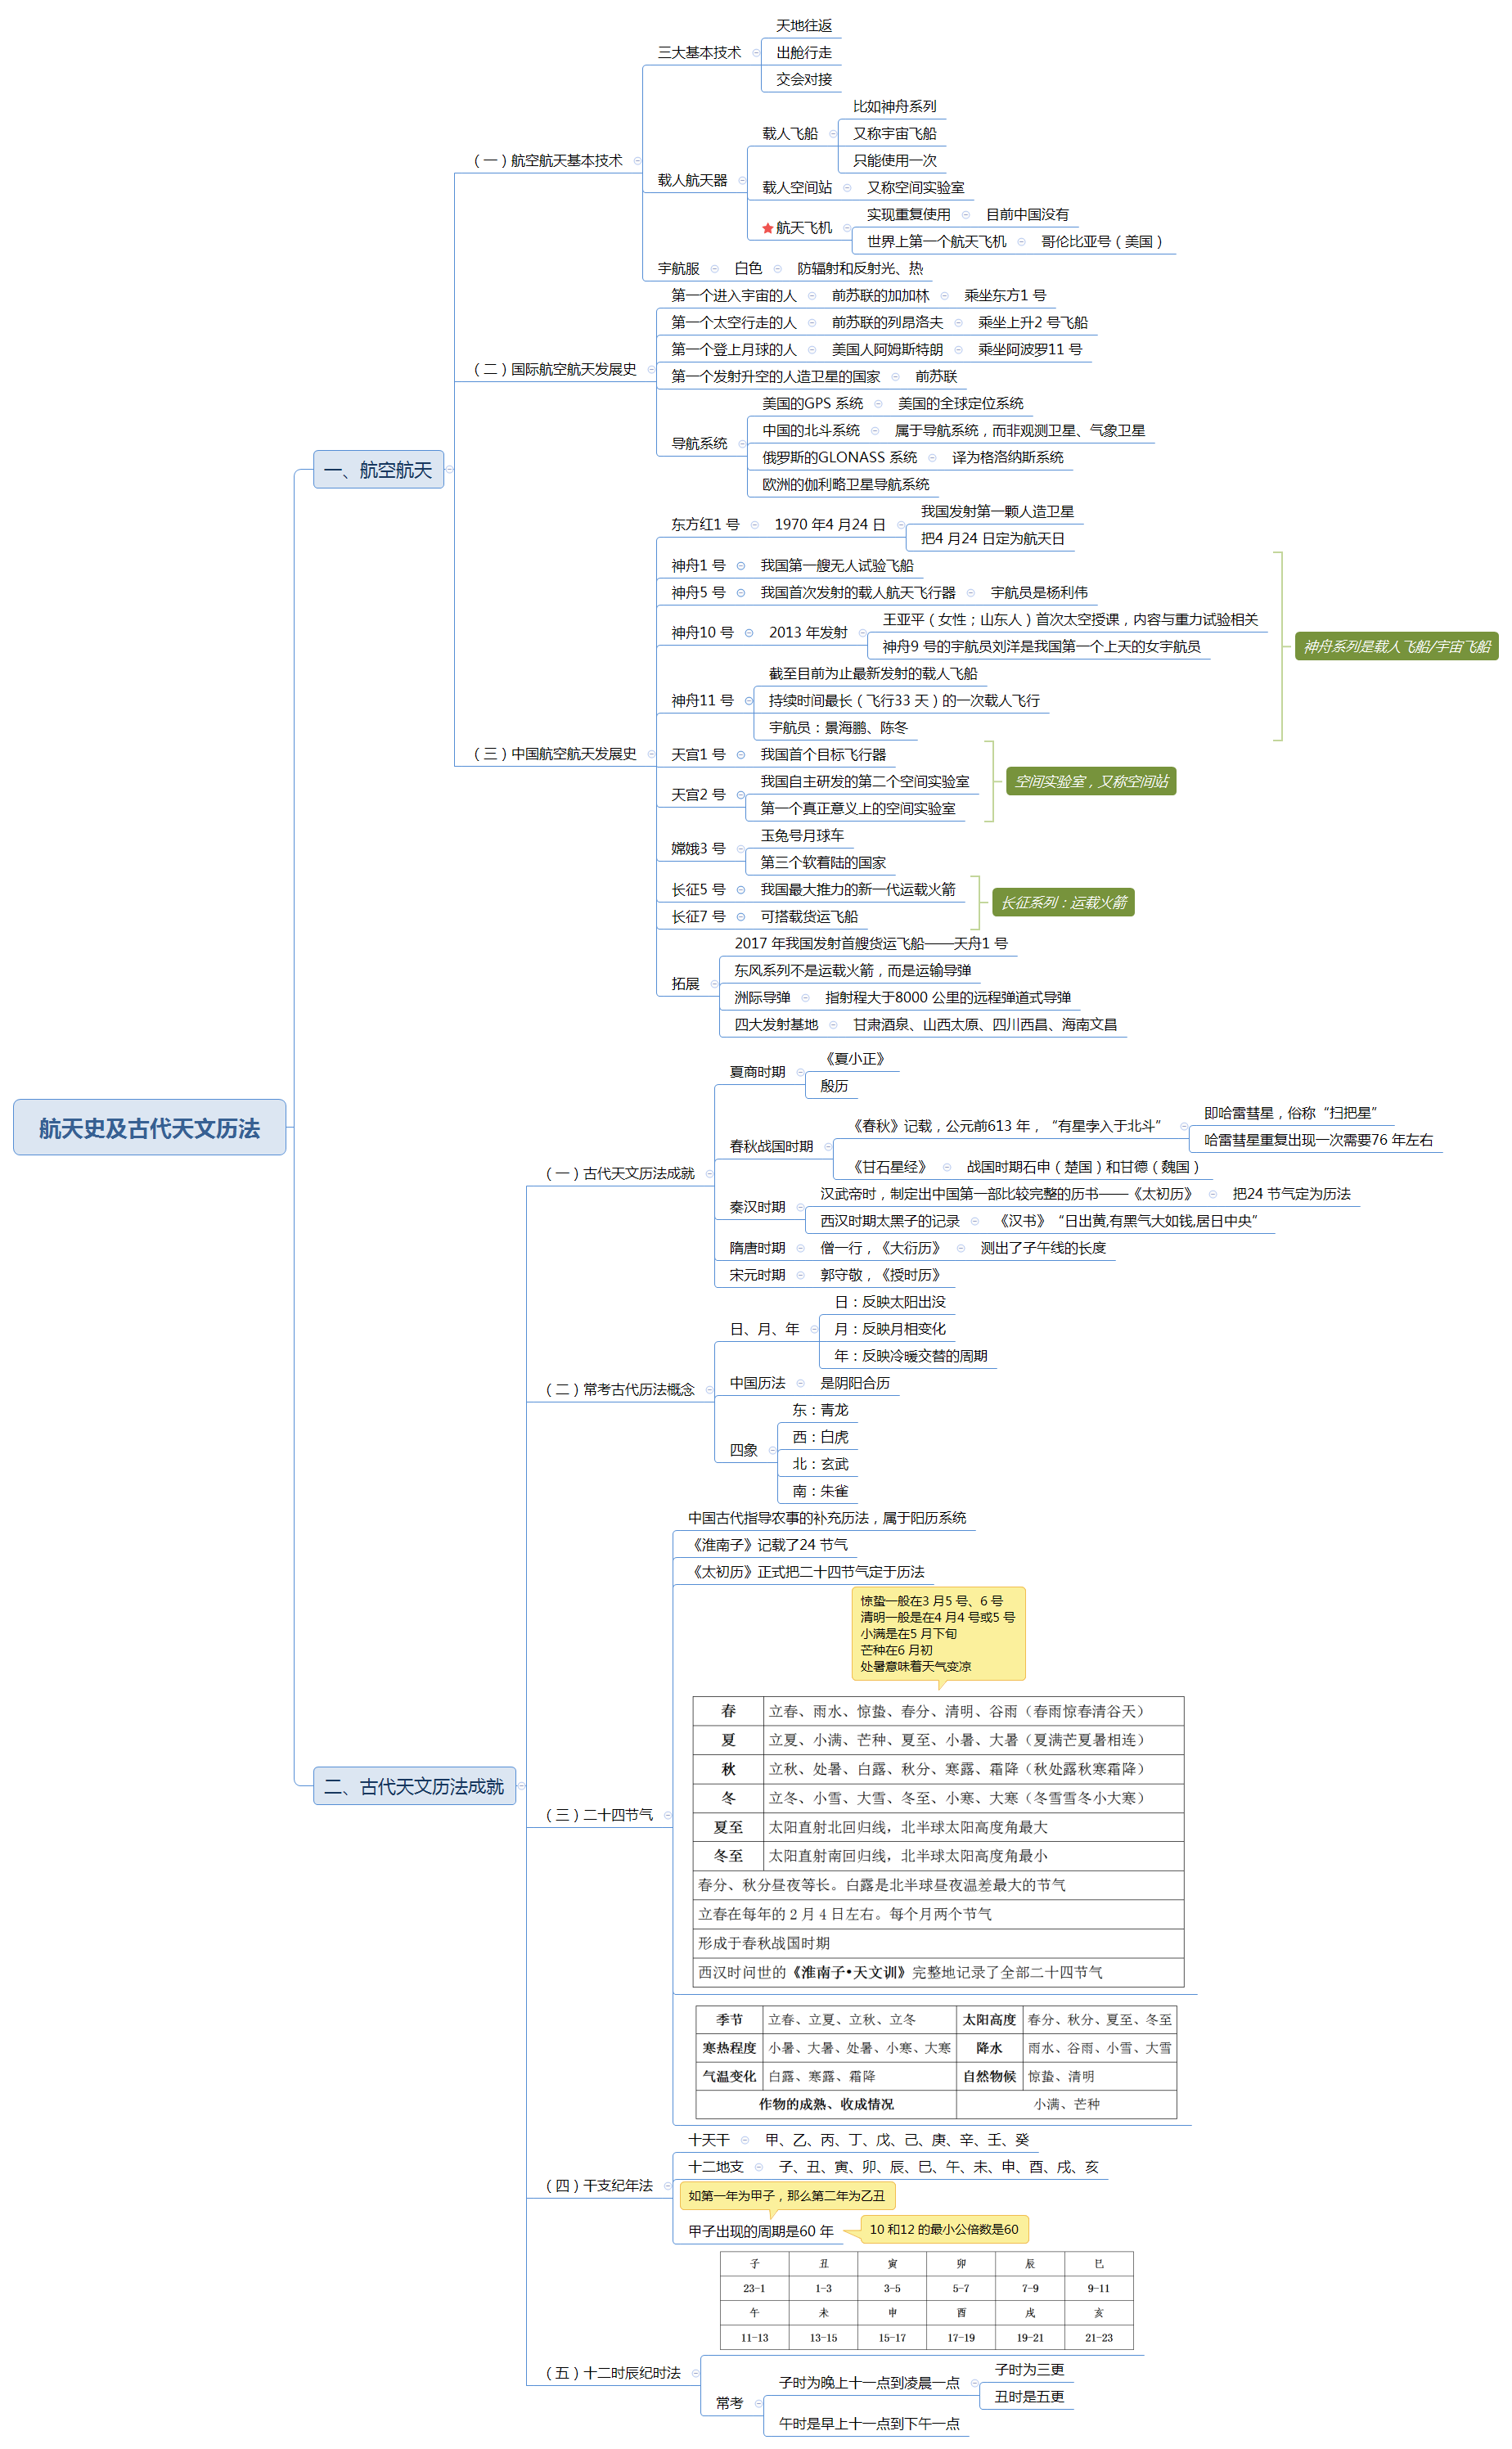 航天史及古代天文历法
一、航空航天
（一）航空航天基本技术
三大基本技术
天地往返
出舱行走
交会对接
载人航天器
载人飞船
比如神舟系列
又称宇宙飞船
只能使用一次
载人空间站
又称空间实验室
航天飞机
实现重复使用
目前中国没有
世界上第一个航天飞机
哥伦比亚号（美国）
宇航服
白色
防辐射和反射光、热
（二）国际航空航天发展史
第一个进入宇宙的人
前苏联的加加林
乘坐东方1 号
第一个太空行走的人
前苏联的列昂洛夫
乘坐上升2 号飞船
第一个登上月球的人
美国人阿姆斯特朗
乘坐阿波罗11 号
第一个发射升空的人造卫星的国家
前苏联
导航系统
美国的GPS 系统
美国的全球定位系统
中国的北斗系统
属于导航系统，而非观测卫星、气象卫星
俄罗斯的GLONASS 系统
译为格洛纳斯系统
欧洲的伽利略卫星导航系统
（三）中国航空航天发展史
东方红1 号
1970 年4 月24 日
我国发射第一颗人造卫星
把4 月24 日定为航天日
神舟1 号
我国第一艘无人试验飞船
神舟5 号
我国首次发射的载人航天飞行器
宇航员是杨利伟
神舟10 号
2013 年发射
王亚平（女性；山东人）首次太空授课，内容与重力试验相关
神舟9 号的宇航员刘洋是我国第一个上天的女宇航员
神舟11 号
截至目前为止最新发射的载人飞船
持续时间最长（飞行33 天）的一次载人飞行
宇航员：景海鹏、陈冬
神舟系列是载人飞船/宇宙飞船
天宫1 号
我国首个目标飞行器
天宫2 号
我国自主研发的第二个空间实验室
第一个真正意义上的空间实验室
空间实验室，又称空间站
嫦娥3 号
玉兔号月球车
第三个软着陆的国家
长征5 号
我国最大推力的新一代运载火箭
长征7 号
可搭载货运飞船
长征系列：运载火箭
拓展
2017 年我国发射首艘货运飞船——天舟1 号
东风系列不是运载火箭，而是运输导弹
洲际导弹
指射程大于8000 公里的远程弹道式导弹
四大发射基地
甘肃酒泉、山西太原、四川西昌、海南文昌
二、古代天文历法成就
（一）古代天文历法成就
夏商时期
《夏小正》
殷历
春秋战国时期
《春秋》记载，公元前613 年，“有星孛入于北斗”
即哈雷彗星，俗称“扫把星”
哈雷彗星重复出现一次需要76 年左右
《甘石星经》
战国时期石申（楚国）和甘德（魏国）
秦汉时期
汉武帝时，制定出中国第一部比较完整的历书——《太初历》
把24 节气定为历法
西汉时期太黑子的记录
《汉书》“日出黄,有黑气大如钱,居日中央”
隋唐时期
僧一行，《大衍历》
测出了子午线的长度
宋元时期
郭守敬，《授时历》
（二）常考古代历法概念
日、月、年
日：反映太阳出没
月：反映月相变化
年：反映冷暖交替的周期
中国历法
是阴阳合历
四象
东：青龙
西：白虎
北：玄武
南：朱雀
（三）二十四节气
中国古代指导农事的补充历法，属于阳历系统
《淮南子》记载了24 节气
《太初历》正式把二十四节气定于历法
惊蛰一般在3 月5 号、6 号
清明一般是在4 月4 号或5 号
小满是在5 月下旬
芒种在6 月初
处暑意味着天气变凉
春 立春、雨水、惊蛰、春分、清明、谷雨（春雨惊春清谷天）
夏 立夏、小满、芒种、夏至、小暑、大暑（夏满芒夏暑相连）
秋 立秋、处暑、白露、秋分、寒露、霜降（秋处露秋寒霜降）
冬 立冬、小雪、大雪、冬至、小寒、大寒（冬雪雪冬小大寒）
夏至 太阳直射北回归线，北半球太阳高度角最大
冬至 太阳直射南回归线，北半球太阳高度角最小
春分、秋分昼夜等长。白露是北半球昼夜温差最大的节气
立春在每年的 2 月 4 日左右。每个月两个节气
形成于春秋战国时期
西汉时问世的《淮南子•天文训》完整地记录了全部二十四节气
季节 立春、立夏、立秋、立冬 太阳高度 春分、秋分、夏至、冬至
寒热程度 小暑、大暑、处暑、小寒、大寒 降水 雨水、谷雨、小雪、大雪
气温变化 白露、寒露、霜降 自然物候 惊蛰、清明
作物的成熟、收成情况 小满、芒种
（四）干支纪年法
十天干
甲、乙、丙、丁、戊、己、庚、辛、壬、癸
十二地支
子、丑、寅、卯、辰、巳、午、未、申、酉、戌、亥
如第一年为甲子，那么第二年为乙丑
甲子出现的周期是60 年
10 和12 的最小公倍数是60
（五）十二时辰纪时法
子 丑 寅 卯 辰 巳
23-1 1-3 3-5 5-7 7-9 9-11
午 未 申 酉 戌 亥
11-13 13-15 15-17 17-19 19-21 21-23
常考
子时为晚上十一点到凌晨一点
子时为三更
丑时是五更
午时是早上十一点到下午一点